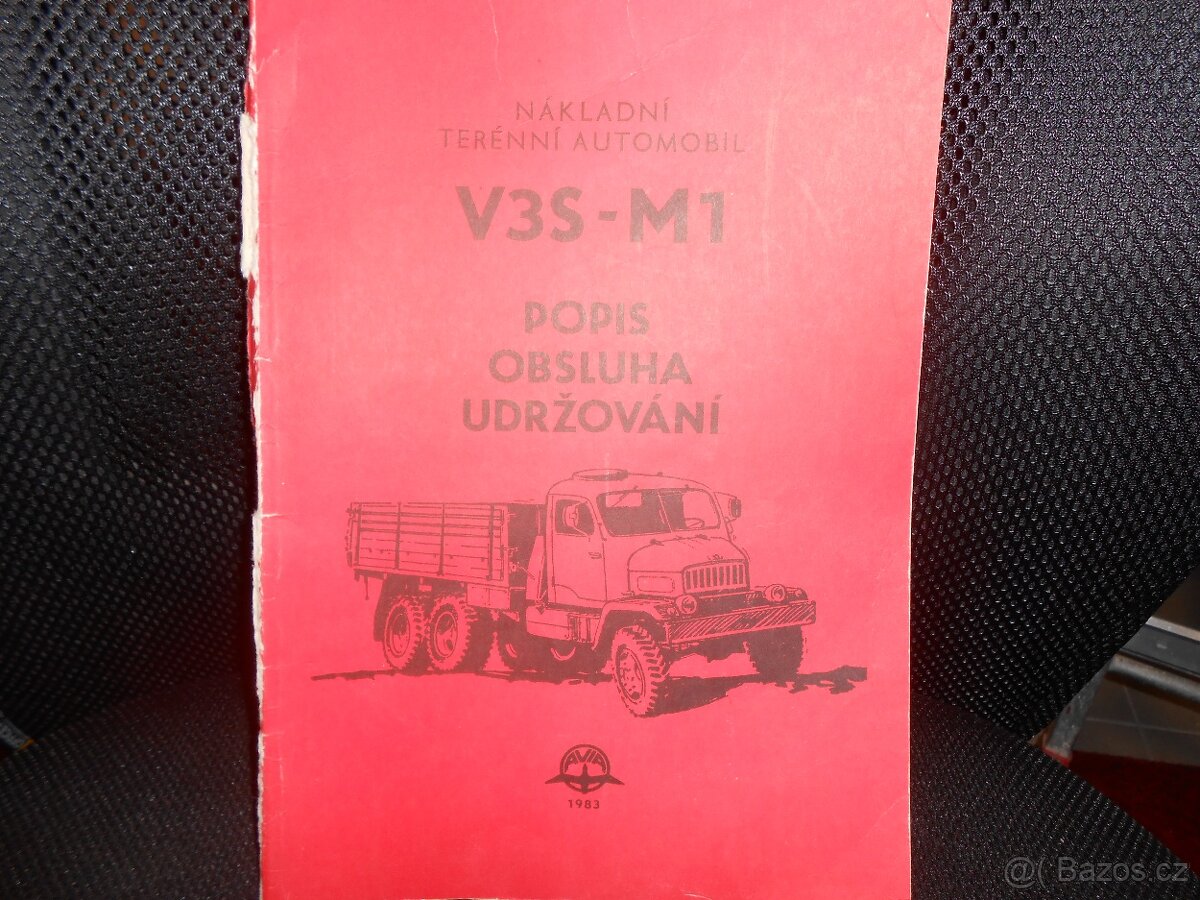 NÁKLADNÍ
TERÉNNÍ AUTOMOBIL
V3S-M1
POPIS
OBSLUHA
UDRŽOVÁNÍ
AVIA
1983
@( Bazos.cz